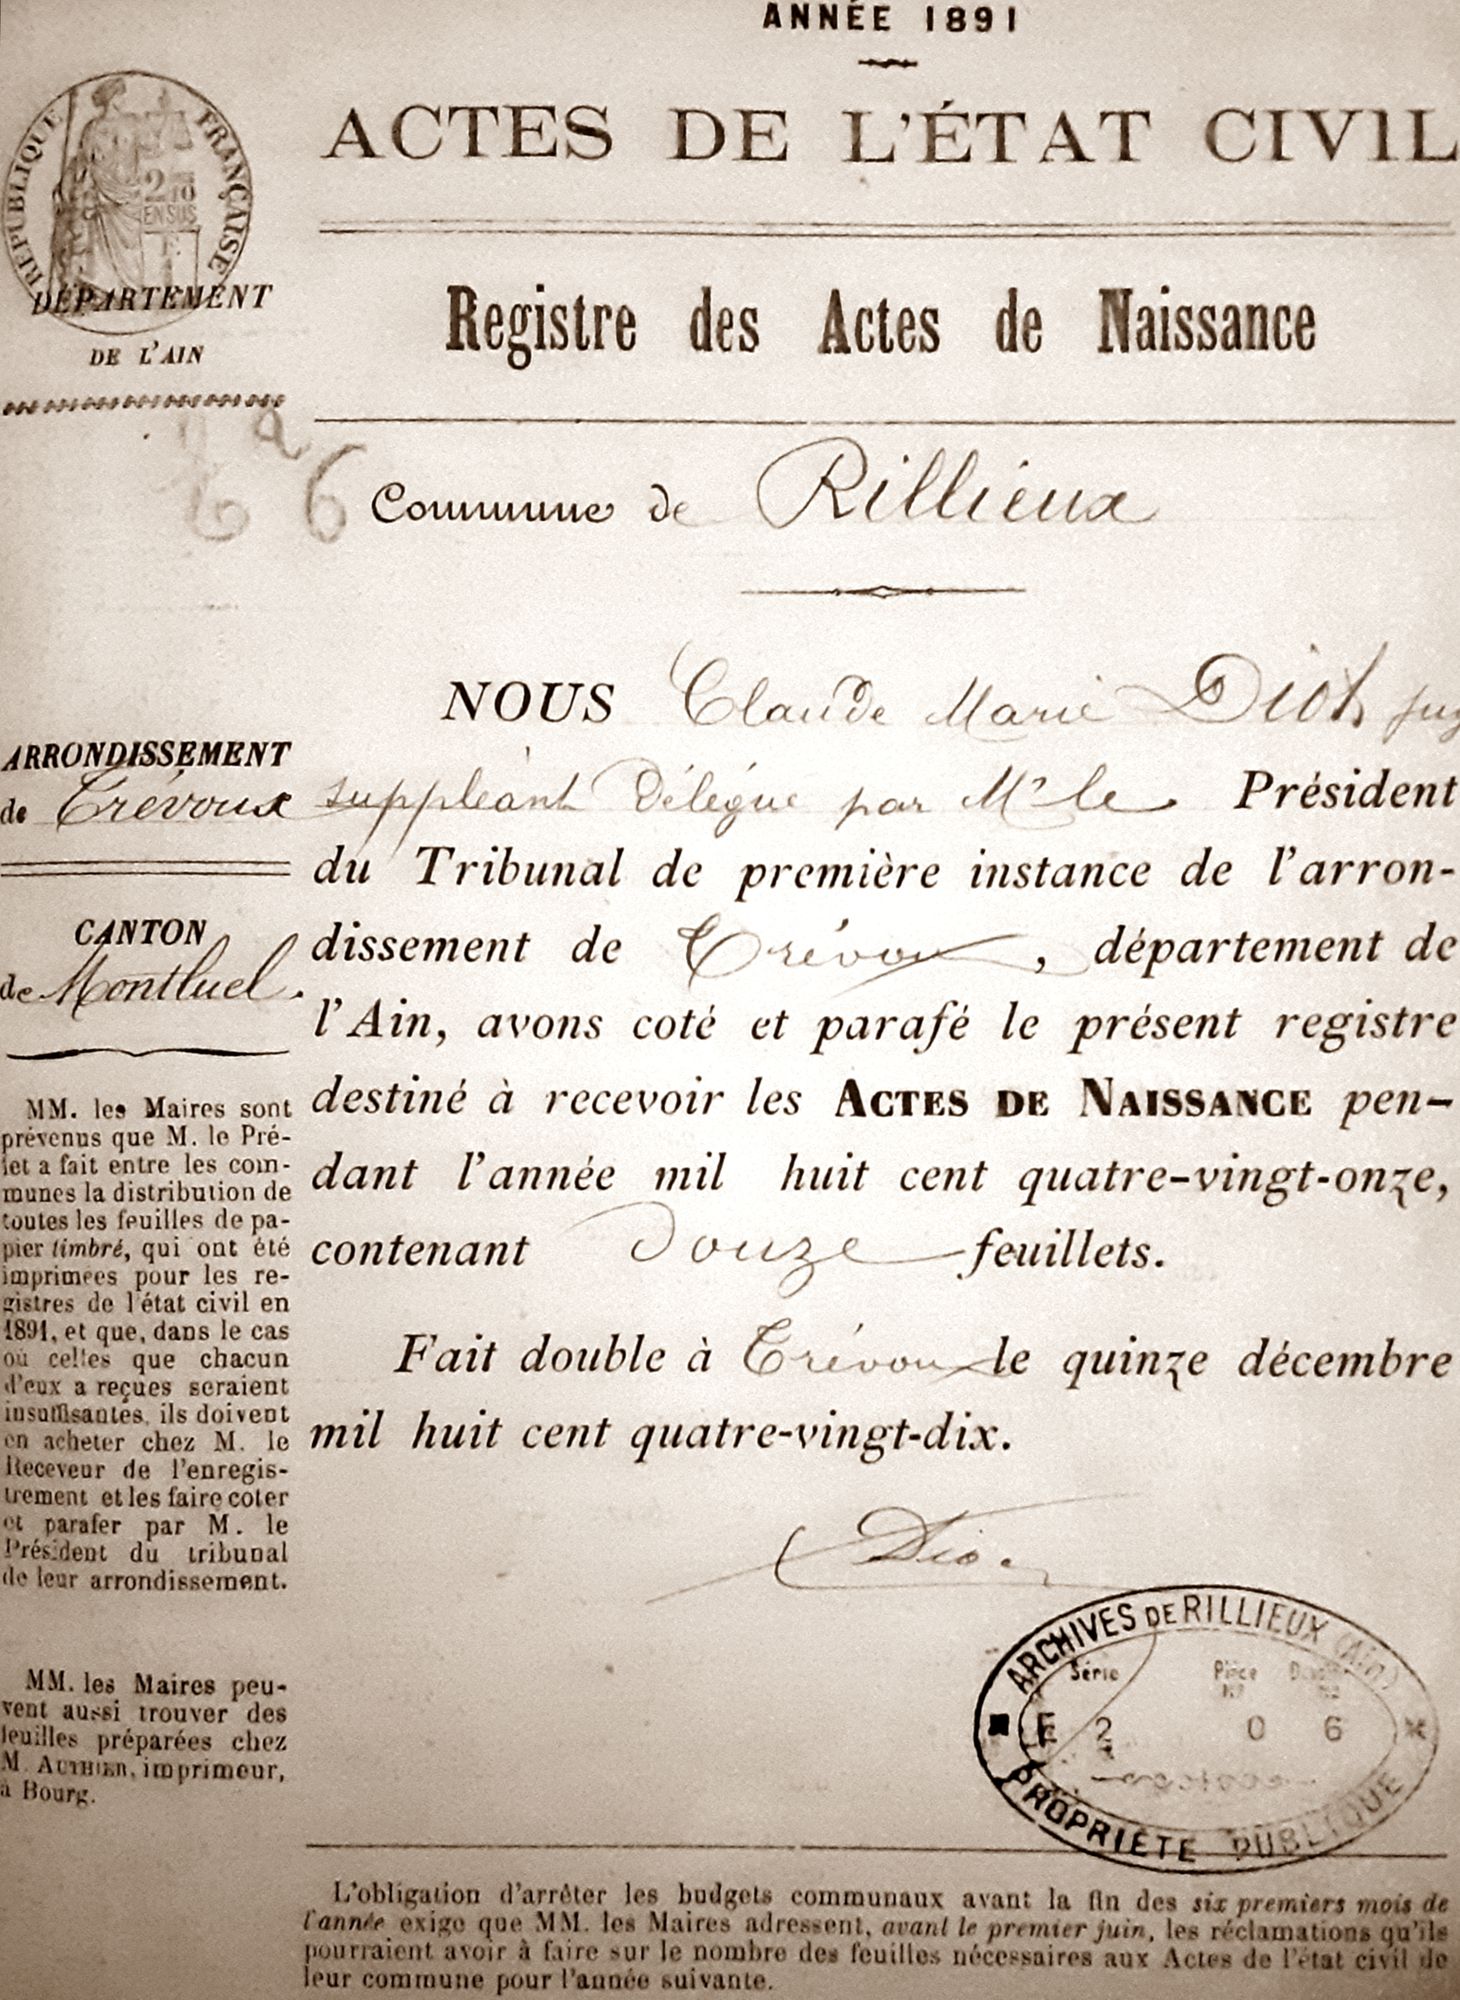 ANNÉE 1891
ACTES DE L'ÉTAT CIVIL
RÉPUBLIQUE FRANÇAISE
2
EN SUS
DÉPARTEMENT
DE L'AIN
Registre des Actes de Naissance
6
Commune de Rillieux
NOUS Claude Marie Diot jug
suppléant délégué par Mr le Président
du Tribunal de première instance de l'arron-
dissement de Trévoux, département de
l'Ain, avons coté et parafé le présent registre
destiné à recevoir les ACTES DE NAISSANCE pen-
dant l'année mil huit cent quatre-vingt-onze,
contenant douze feuillets.
Fait double à Trévoux le quinze décembre
mil huit cent quatre-vingt-dix.
Diot
ARRONDISSEMENT
de Trévoux
CANTON
de Montluel.
MM. les Maires sont
prévenus que M. le Pré-
fet a fait entre les com-
munes la distribution de
toutes les feuilles de pa-
pier timbré, qui ont été
imprimées pour les re-
gistres de l'état civil en
1891, et que, dans le cas
où celles que chacun
d'eux a reçues seraient
insuffisantes, ils doivent
en acheter chez M. le
Receveur de l'enregis-
trement et les faire coter
et parafer par M. le
Président du tribunal
de leur arrondissement.
MM. les Maires peu-
vent aussi trouver des
feuilles préparées chez
M. AUTHIER, imprimeur,
à Bourg.
ARCHIVES DE RILLIEUX (Ain)
Série Pièce
E 2 0 6
PROPRIÉTÉ PUBLIQUE
L'obligation d'arrêter les budgets communaux avant la fin des six premiers mois de
l'année exige que MM. les Maires adressent, avant le premier juin, les réclamations qu'ils
pourraient avoir à faire sur le nombre des feuilles nécessaires aux Actes de l'état civil de
leur commune pour l'année suivante.